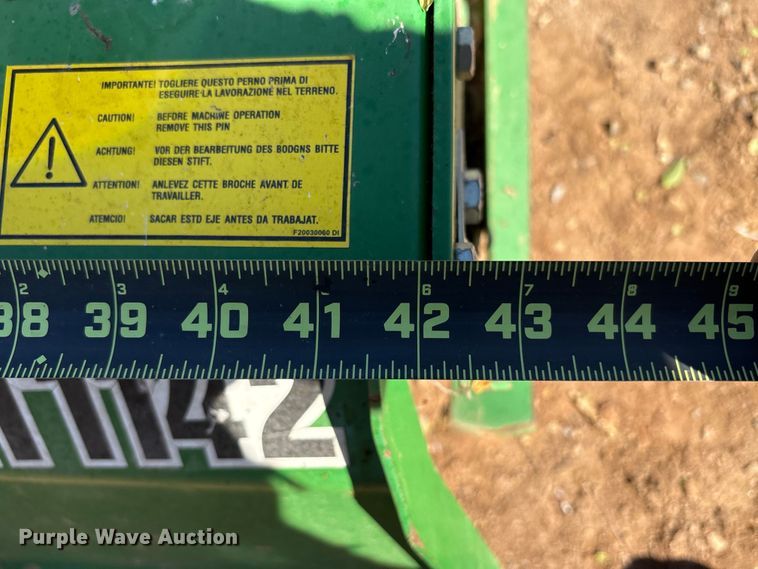 IMPORTANTE! TOGLIERE QUESTO PERNO PRIMA DI
ESEGUIRE LA LAVORAZIONE NEL TERRENO.
CAUTION! BEFORE MACHINE OPERATION
REMOVE THIS PIN
ACHTUNG! VOR DER BEARBEITUNG DES BODGNS BITTE
DIESEN STIFT.
ATTENTION! ANLEVEZ CETTE BROCHE AVANT DE
TRAVAILLER.
ATEMCIO! SACAR ESTD EJE ANTES DA TRABAJAT.
F20030060 DI
2 3 4 6 7 8 9
38 39 40 41 42 43 44 45
1142
Purple Wave Auction